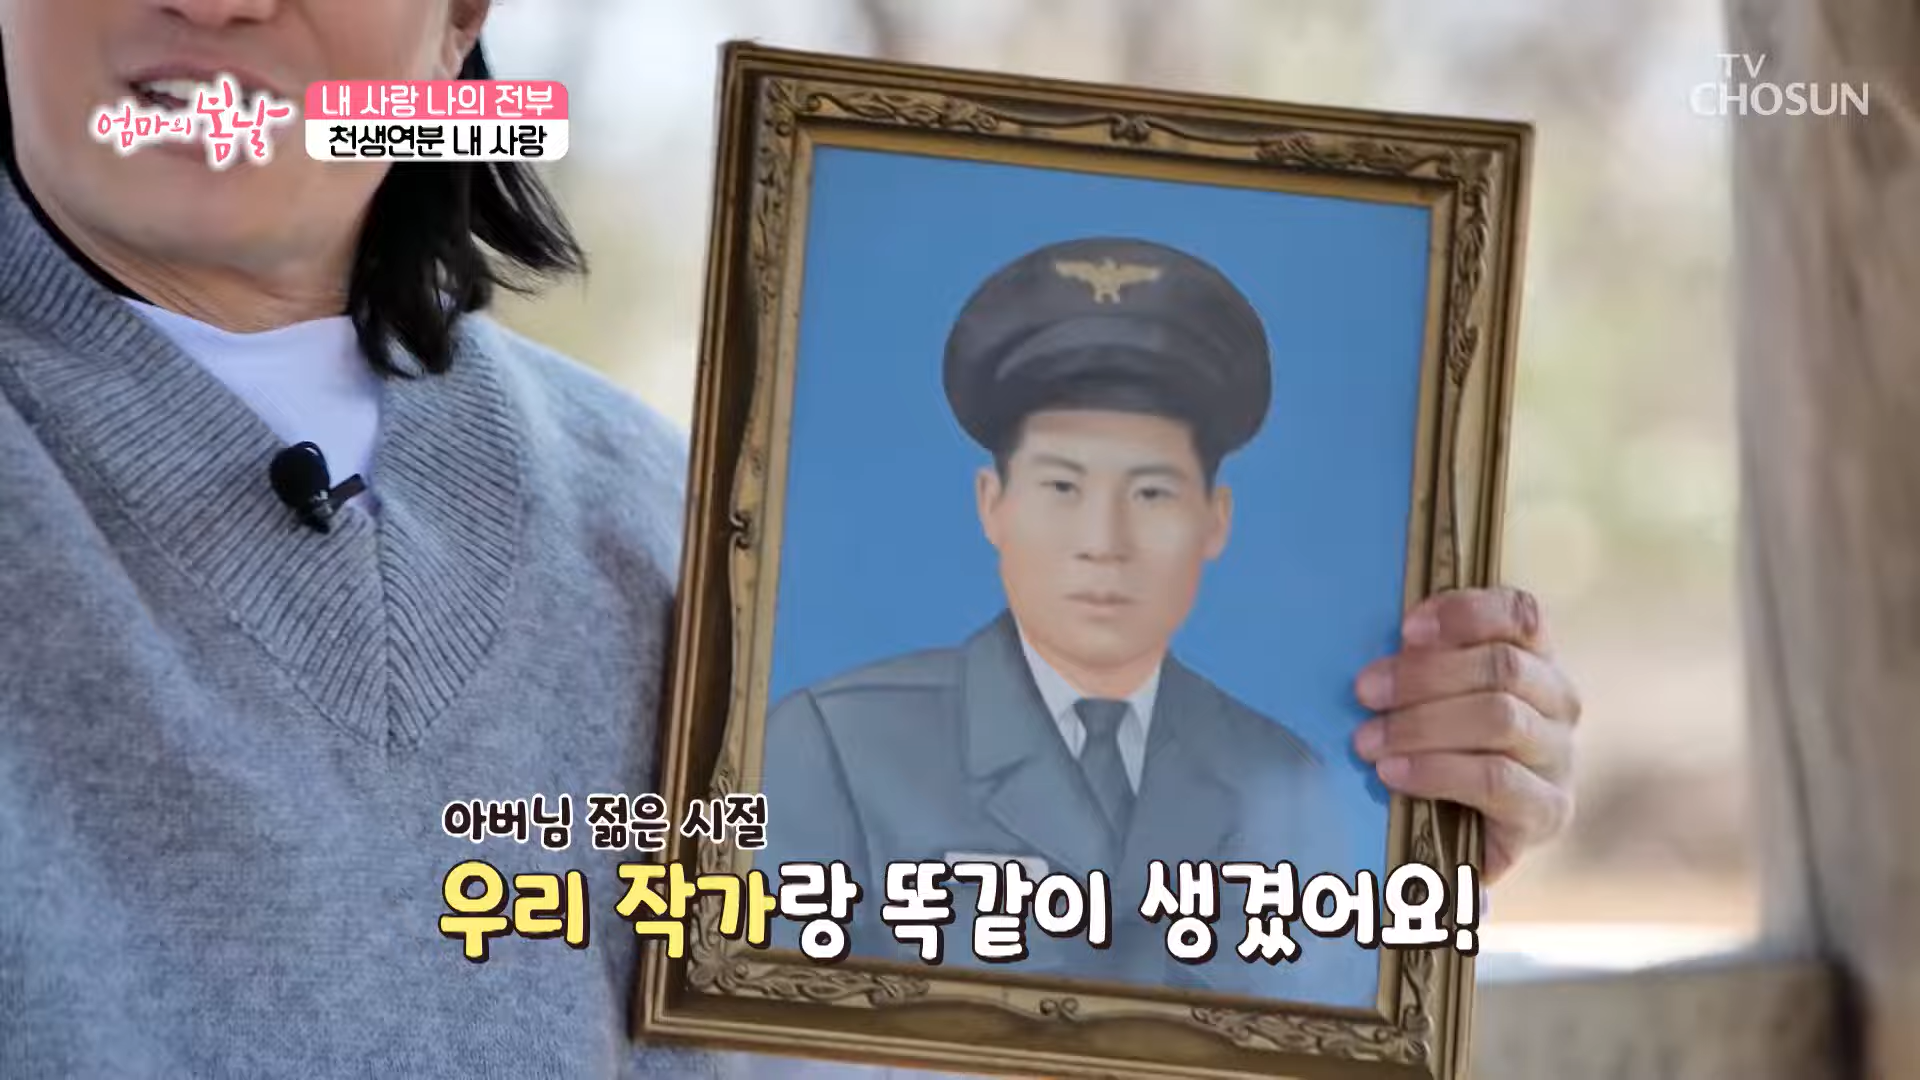 엄마의 봄날
내 사랑 나의 전부
천생연분 내 사랑
TV
CHOSUN
아버님 젊은 시절
우리 작가랑 똑같이 생겼어요!